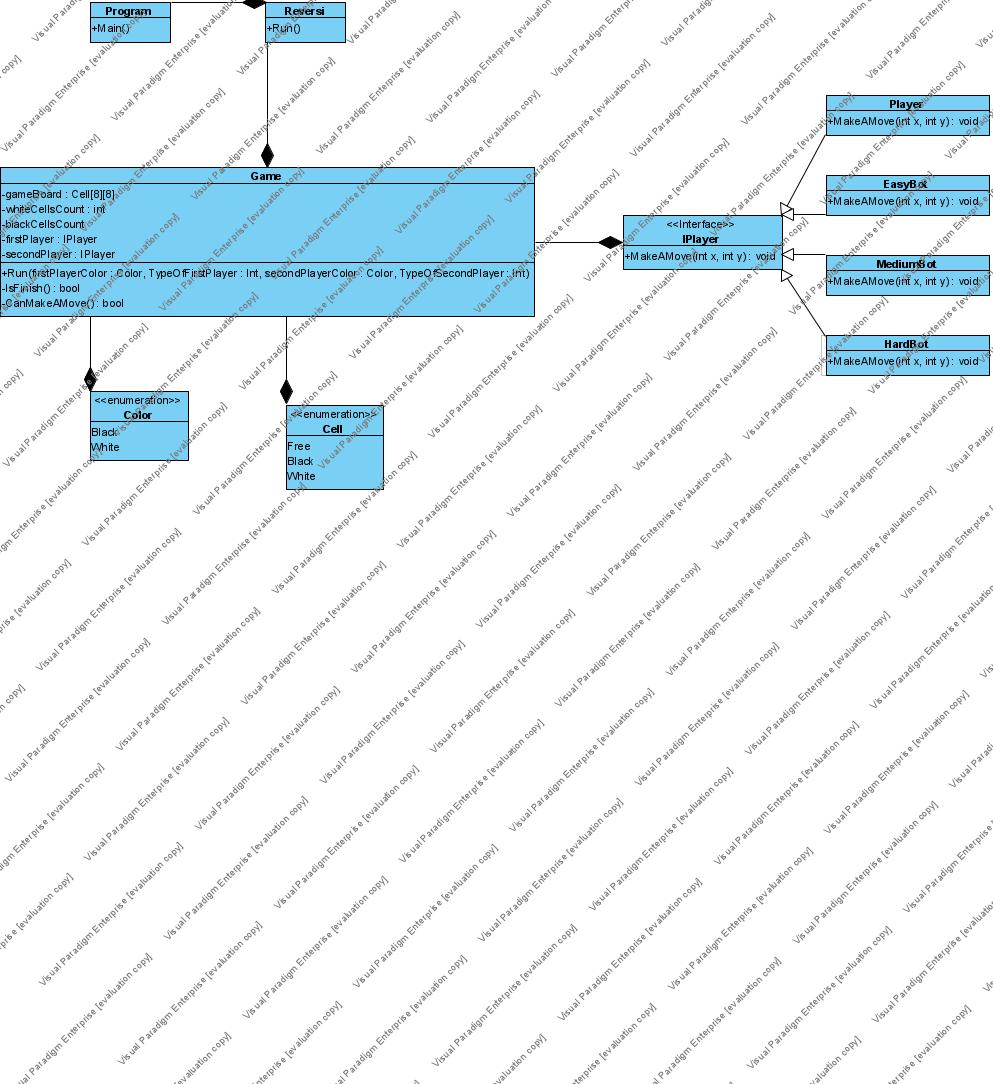 Program
+Main()
Reversi
+Run()
Game
-gameBoard : Cell[8][8]
-whiteCellsCount : int
-blackCellsCount
-firstPlayer : IPlayer
-secondPlayer : IPlayer
+Run(firstPlayerColor : Color, TypeOfFirstPlayer : Int, secondPlayerColor : Color, TypeOfSecondPlayer : Int)
-IsFinish() : bool
-CanMakeAMove() : bool
<<Interface>>
IPlayer
+MakeAMove(int x, int y) : void
Player
+MakeAMove(int x, int y) : void
EasyBot
+MakeAMove(int x, int y) : void
MediumBot
+MakeAMove(int x, int y) : void
HardBot
+MakeAMove(int x, int y) : void
<<enumeration>>
Color
Black
White
<<enumeration>>
Cell
Free
Black
White
Visual Paradigm Enterprise [evaluation copy]